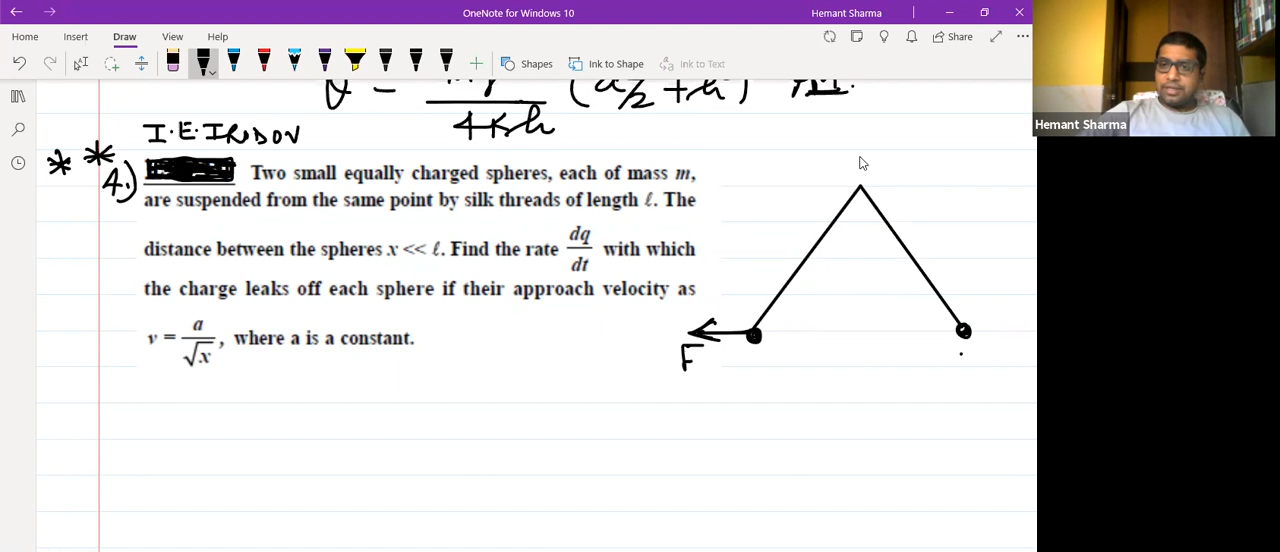 OneNote for Windows 10
Hemant Sharma
Home Insert Draw View Help
Share
Shapes Ink to Shape Ink to Text
4Kh (a/2 + h)
I.E. IRODOV
** 4.) Two small equally charged spheres, each of mass m,
are suspended from the same point by silk threads of length ℓ. The
distance between the spheres x << ℓ. Find the rate dq/dt with which
the charge leaks off each sphere if their approach velocity as
v = a/√x, where a is a constant.
F
Hemant Sharma